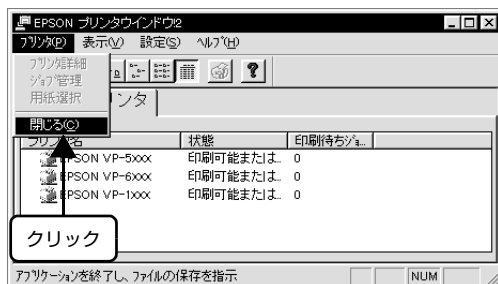 EPSON プリンタウインドウ!2
プリンタ(P) 表示(V) 設定(S) ヘルプ(H)
プリンタ詳細
ジョブ管理
用紙選択
ンタ
閉じる(C)
プリンタ名 状態 印刷待ちジョ...
EPSON VP-5xxx 印刷可能または... 0
EPSON VP-6xxx 印刷可能または... 0
EPSON VP-1xxx 印刷可能または... 0
クリック
アプリケーションを終了し、ファイルの保存を指示 NUM